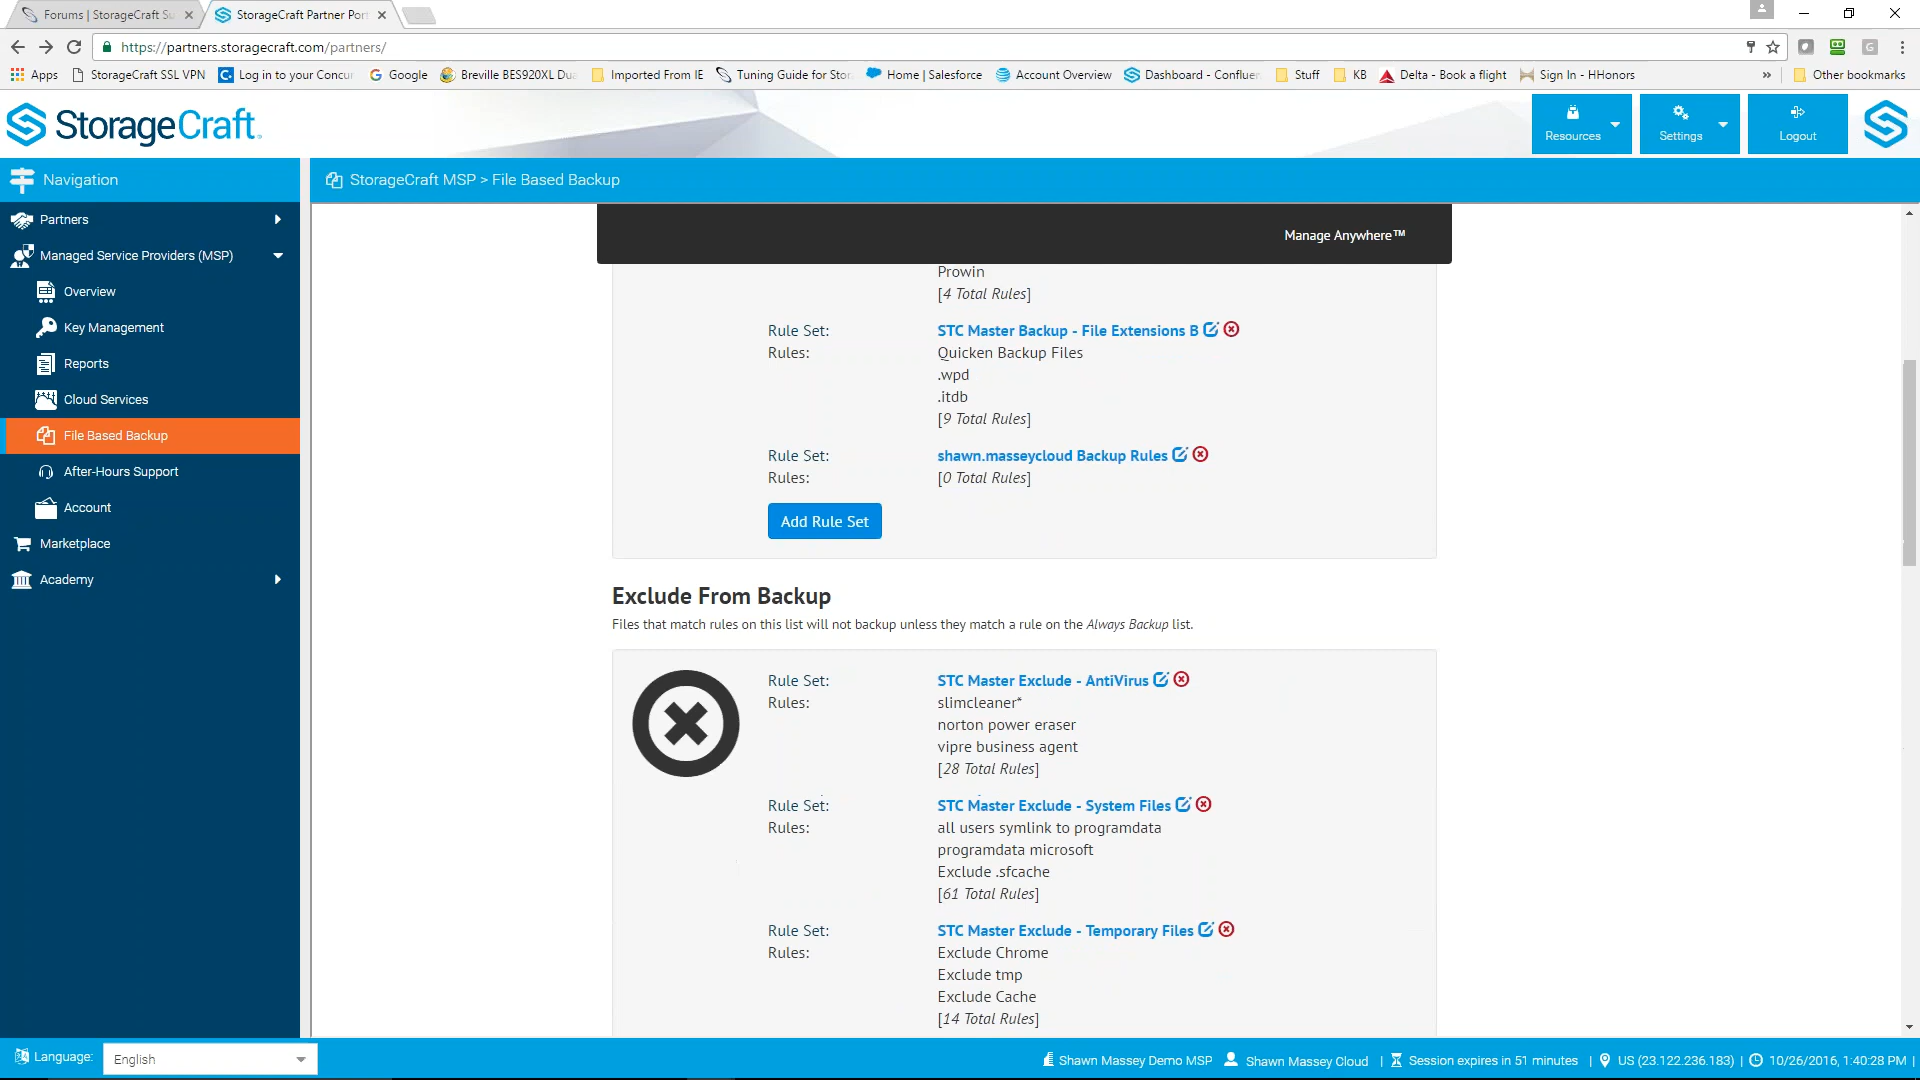 Forums | StorageCraft Su
StorageCraft Partner Por
https://partners.storagecraft.com/partners/
Apps
StorageCraft SSL VPN
Log in to your Concur
Google
Breville BES920XL Dua
Imported From IE
Tuning Guide for Stor
Home | Salesforce
Account Overview
Dashboard - Confluen
Stuff
KB
Delta - Book a flight
Sign In - HHonors
»
Other bookmarks
StorageCraft
Resources
Settings
Logout
Navigation
StorageCraft MSP > File Based Backup
Partners
Managed Service Providers (MSP)
Overview
Key Management
Reports
Cloud Services
File Based Backup
After-Hours Support
Account
Marketplace
Academy
Manage Anywhere™
Prowin
[4 Total Rules]
Rule Set: STC Master Backup - File Extensions B
Rules: Quicken Backup Files
.wpd
.itdb
[9 Total Rules]
Rule Set: shawn.masseycloud Backup Rules
Rules: [0 Total Rules]
Add Rule Set
Exclude From Backup
Files that match rules on this list will not backup unless they match a rule on the Always Backup list.
Rule Set: STC Master Exclude - AntiVirus
Rules: slimcleaner*
norton power eraser
vipre business agent
[28 Total Rules]
Rule Set: STC Master Exclude - System Files
Rules: all users symlink to programdata
programdata microsoft
Exclude .sfcache
[61 Total Rules]
Rule Set: STC Master Exclude - Temporary Files
Rules: Exclude Chrome
Exclude tmp
Exclude Cache
[14 Total Rules]
Language: English
Shawn Massey Demo MSP Shawn Massey Cloud | Session expires in 51 minutes | US (23.122.236.183) | 10/26/2016, 1:40:28 PM |